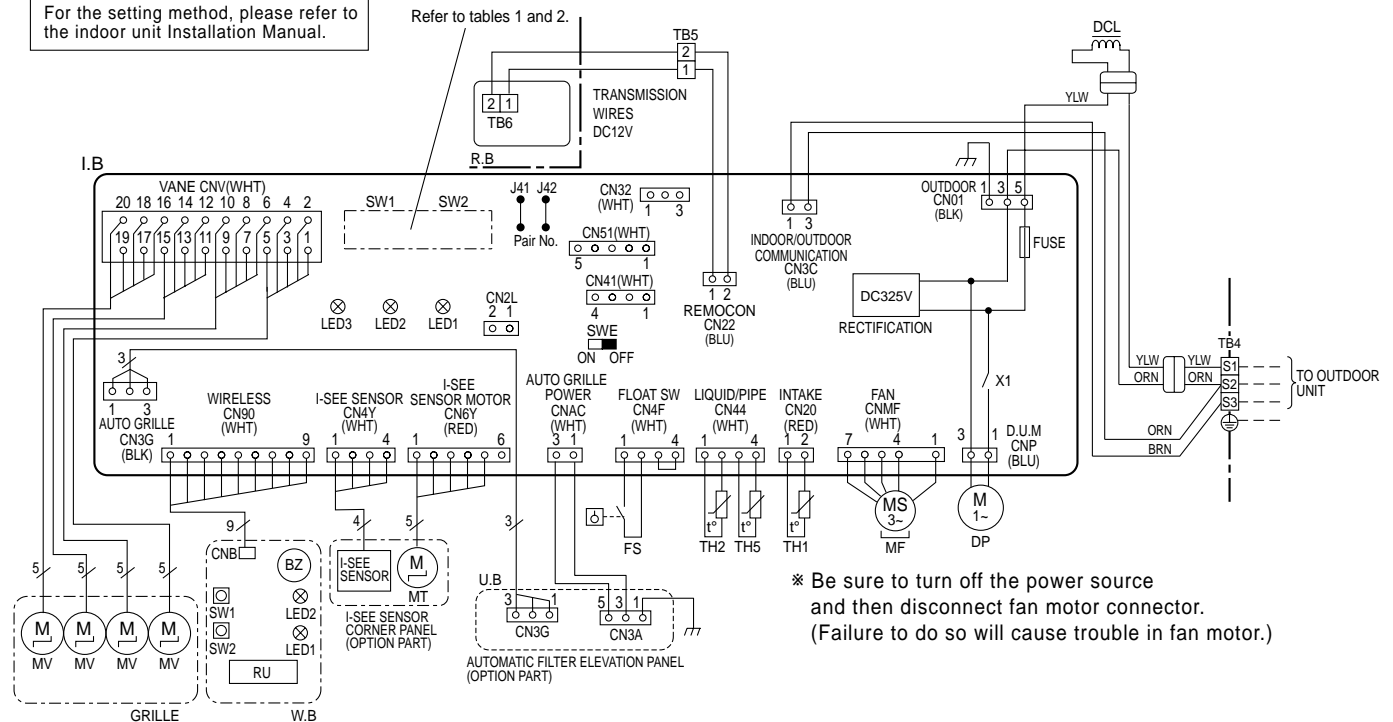 For the setting method, please refer to
the indoor unit Installation Manual.
Refer to tables 1 and 2.
DCL
TB5
2
1
YLW
2 1
TB6
TRANSMISSION
WIRES
DC12V
R.B
I.B
VANE CNV(WHT)
20 18 16 14 12 10 8 6 4 2
19 17 15 13 11 9 7 5 3 1
SW1 SW2
J41 J42
Pair No.
CN32
(WHT)
1 3
CN51(WHT)
5 1
CN41(WHT)
4 1
SWE
ON OFF
1 2
REMOCON
CN22
(BLU)
1 3
INDOOR/OUTDOOR
COMMUNICATION
CN3C
(BLU)
OUTDOOR
CN01
(BLK)
1 3 5
FUSE
DC325V
RECTIFICATION
X1
LED3 LED2 LED1
CN2L
2 1
3
1 3
AUTO GRILLE
CN3G
(BLK)
WIRELESS
CN90
(WHT)
1 9
I-SEE SENSOR
CN4Y
(WHT)
1 4
I-SEE
SENSOR MOTOR
CN6Y
(RED)
1 6
AUTO GRILLE
POWER
CNAC
(WHT)
3 1
FLOAT SW
CN4F
(WHT)
1 4
LIQUID/PIPE
CN44
(WHT)
1 4
INTAKE
CN20
(RED)
1 2
FAN
CNMF
(WHT)
7 4 1
3 1
D.U.M
CNP
(BLU)
TB4
YLW YLW S1
ORN ORN S2
S3
TO OUTDOOR
UNIT
ORN
BRN
9
4
5
3
t° t° t°
TH2 TH5 TH1
FS
MS
3~
MF
M
1~
DP
5 5 5 5
M M M M
MV MV MV MV
GRILLE
CNB
BZ
SW1
SW2
LED2
LED1
RU
W.B
I-SEE
SENSOR
M
MT
I-SEE SENSOR
CORNER PANEL
(OPTION PART)
U.B
3 1
CN3G
5 3 1
CN3A
AUTOMATIC FILTER ELEVATION PANEL
(OPTION PART)
※ Be sure to turn off the power source
and then disconnect fan motor connector.
(Failure to do so will cause trouble in fan motor.)